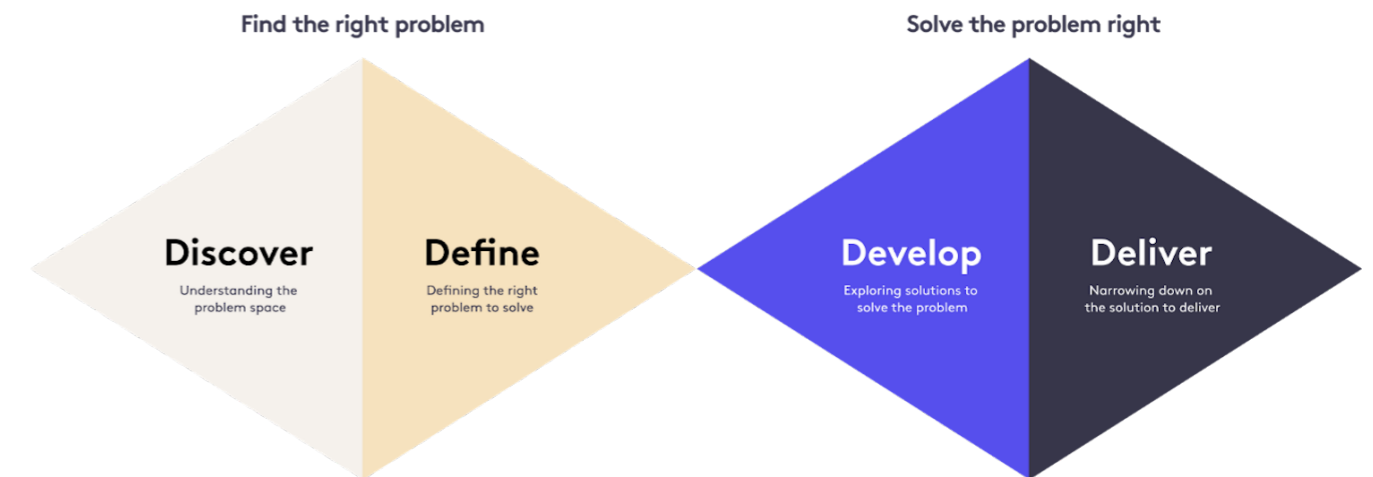 Find the right problem
Solve the problem right
Discover
Understanding the
problem space
Define
Defining the right
problem to solve
Develop
Exploring solutions to
solve the problem
Deliver
Narrowing down on
the solution to deliver